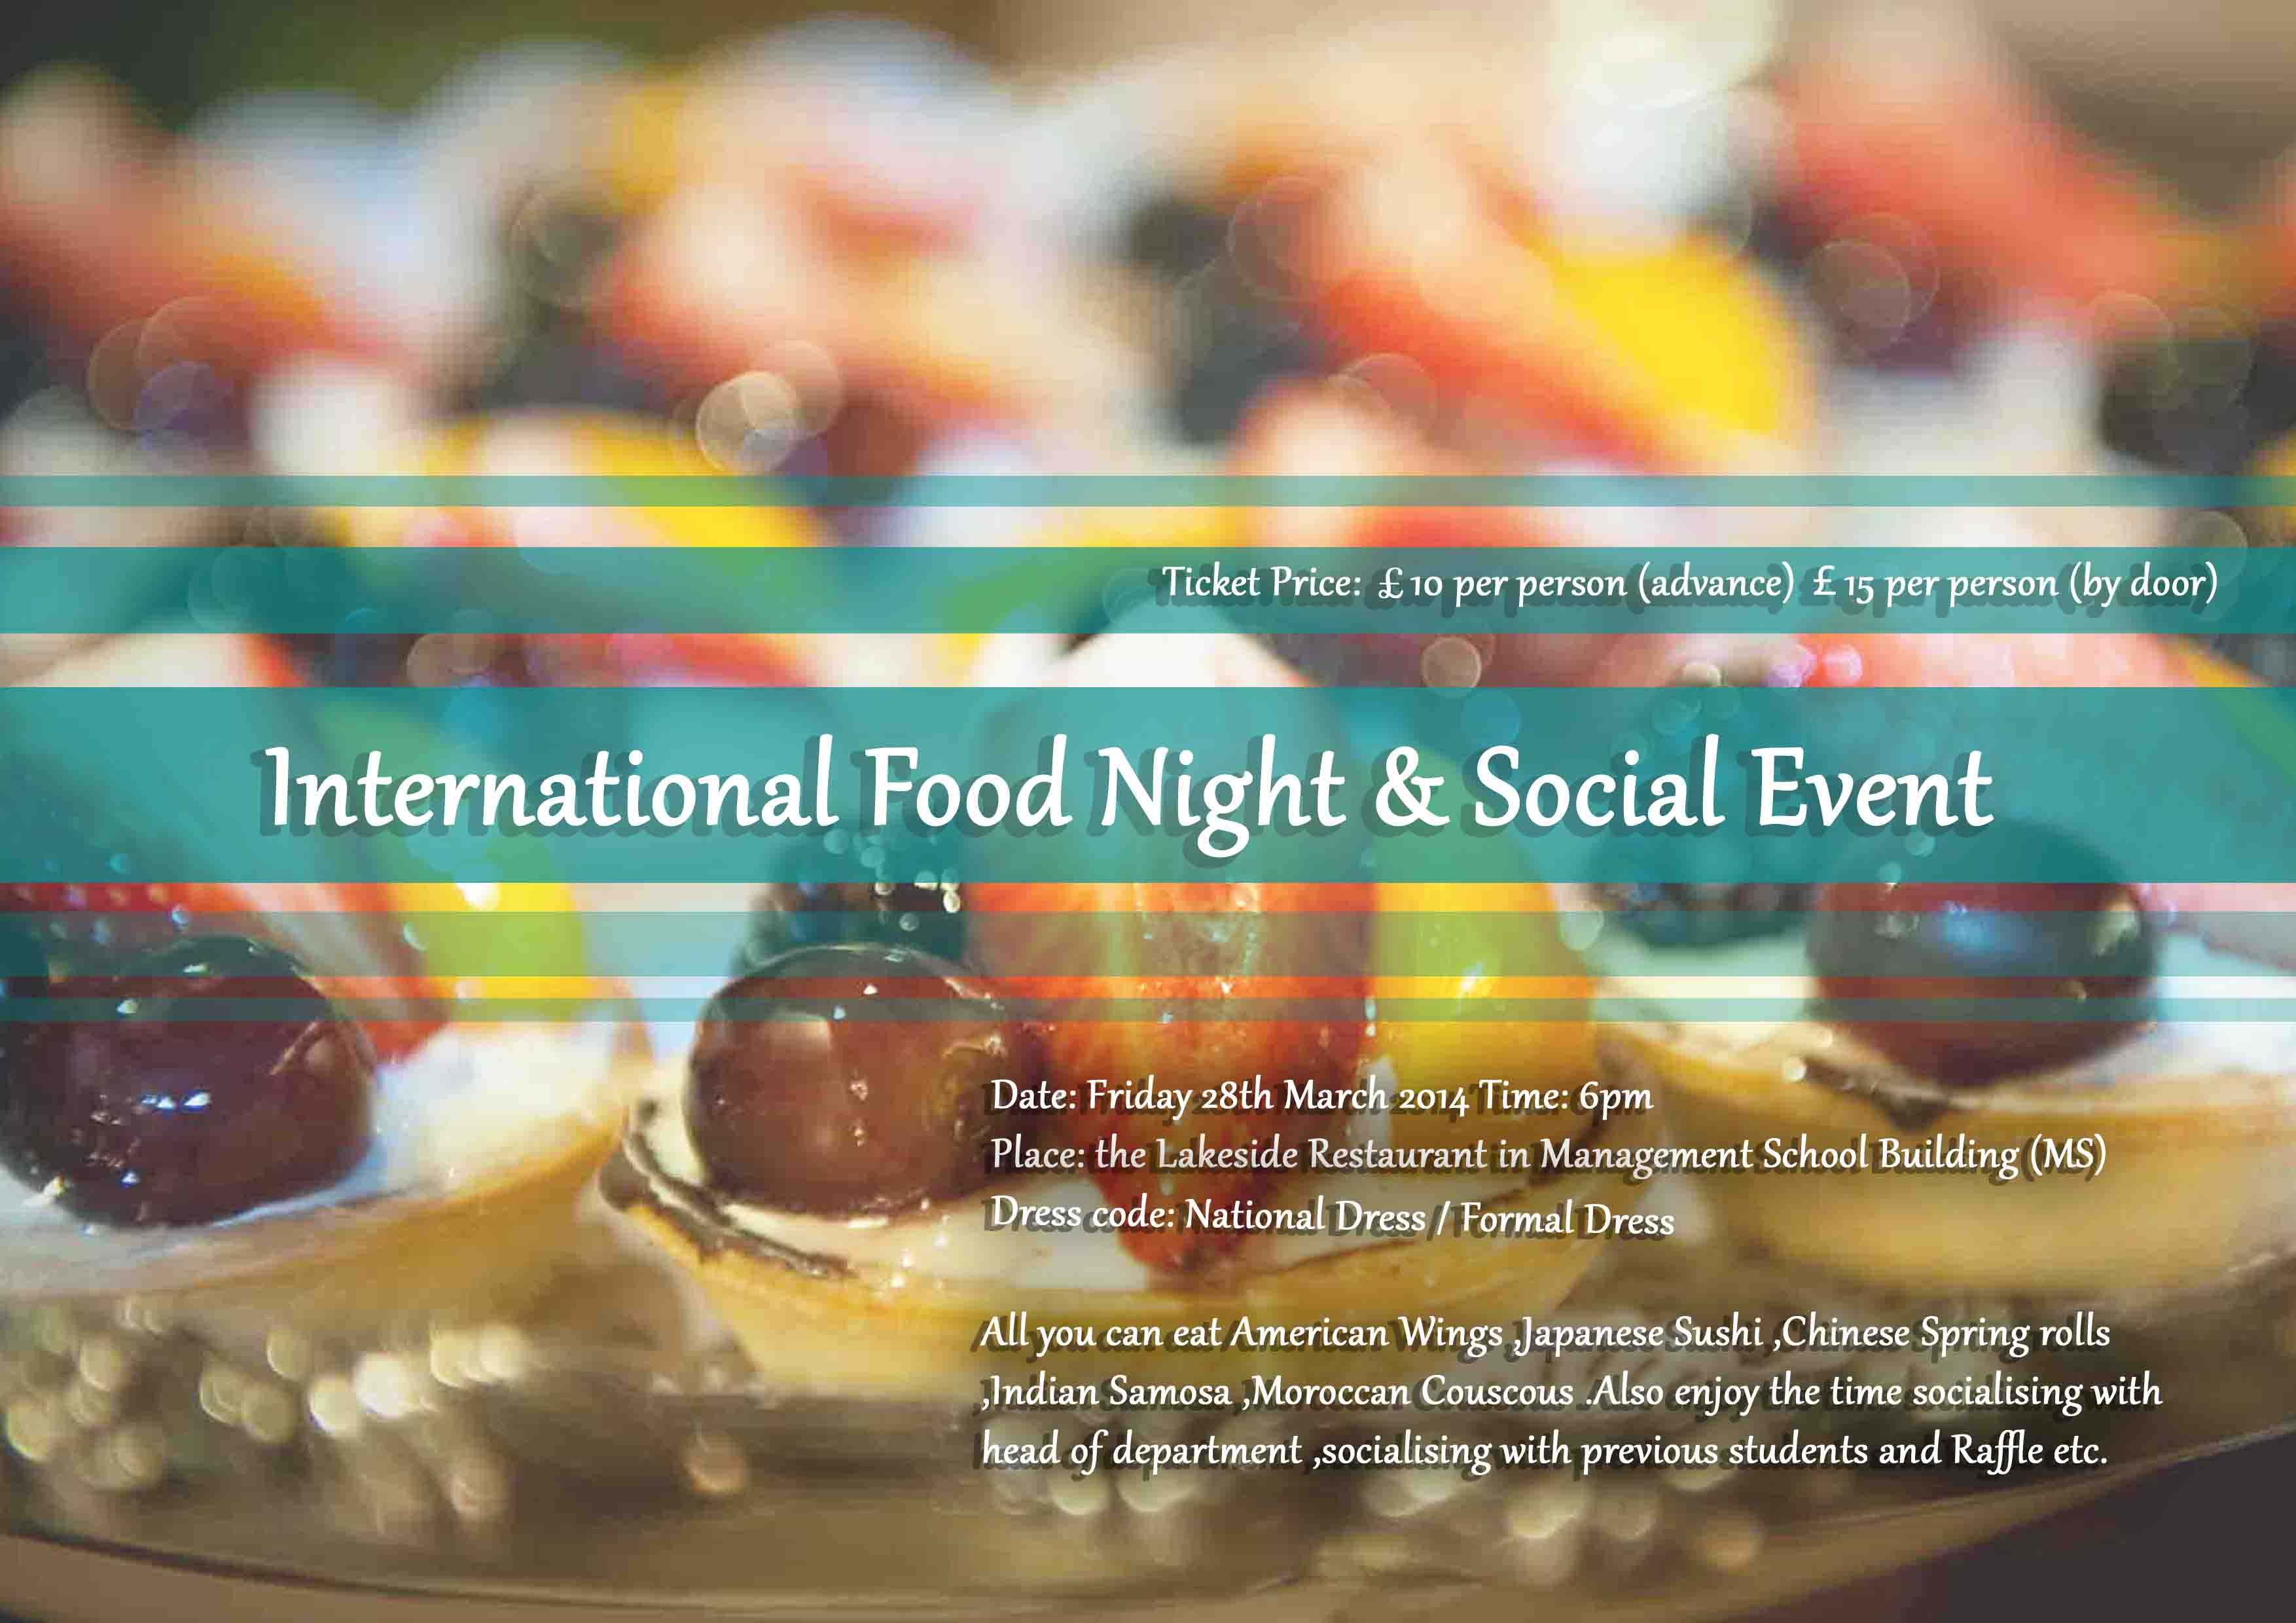 Ticket Price: £10 per person (advance) £15 per person (by door)
International Food Night & Social Event
Date: Friday 28th March 2014 Time: 6pm
Place: the Lakeside Restaurant in Management School Building (MS)
Dress code: National Dress / Formal Dress
All you can eat American Wings ,Japanese Sushi ,Chinese Spring rolls
,Indian Samosa ,Moroccan Couscous .Also enjoy the time socialising with
head of department ,socialising with previous students and Raffle etc.